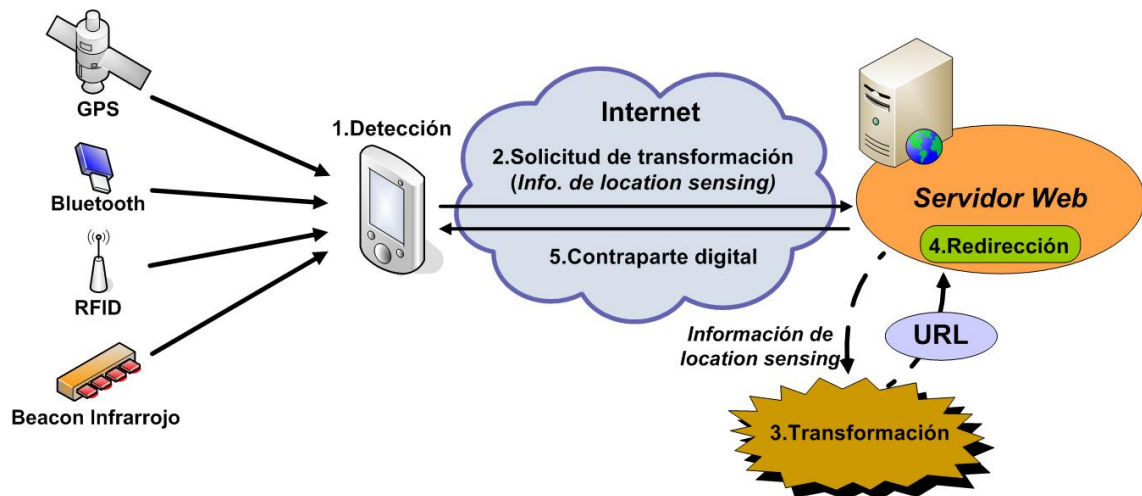 GPS
Bluetooth
RFID
Beacon Infrarrojo
1.Detección
Internet
2.Solicitud de transformación
(Info. de location sensing)
5.Contraparte digital
Servidor Web
4.Redirección
Información de
location sensing
URL
3.Transformación